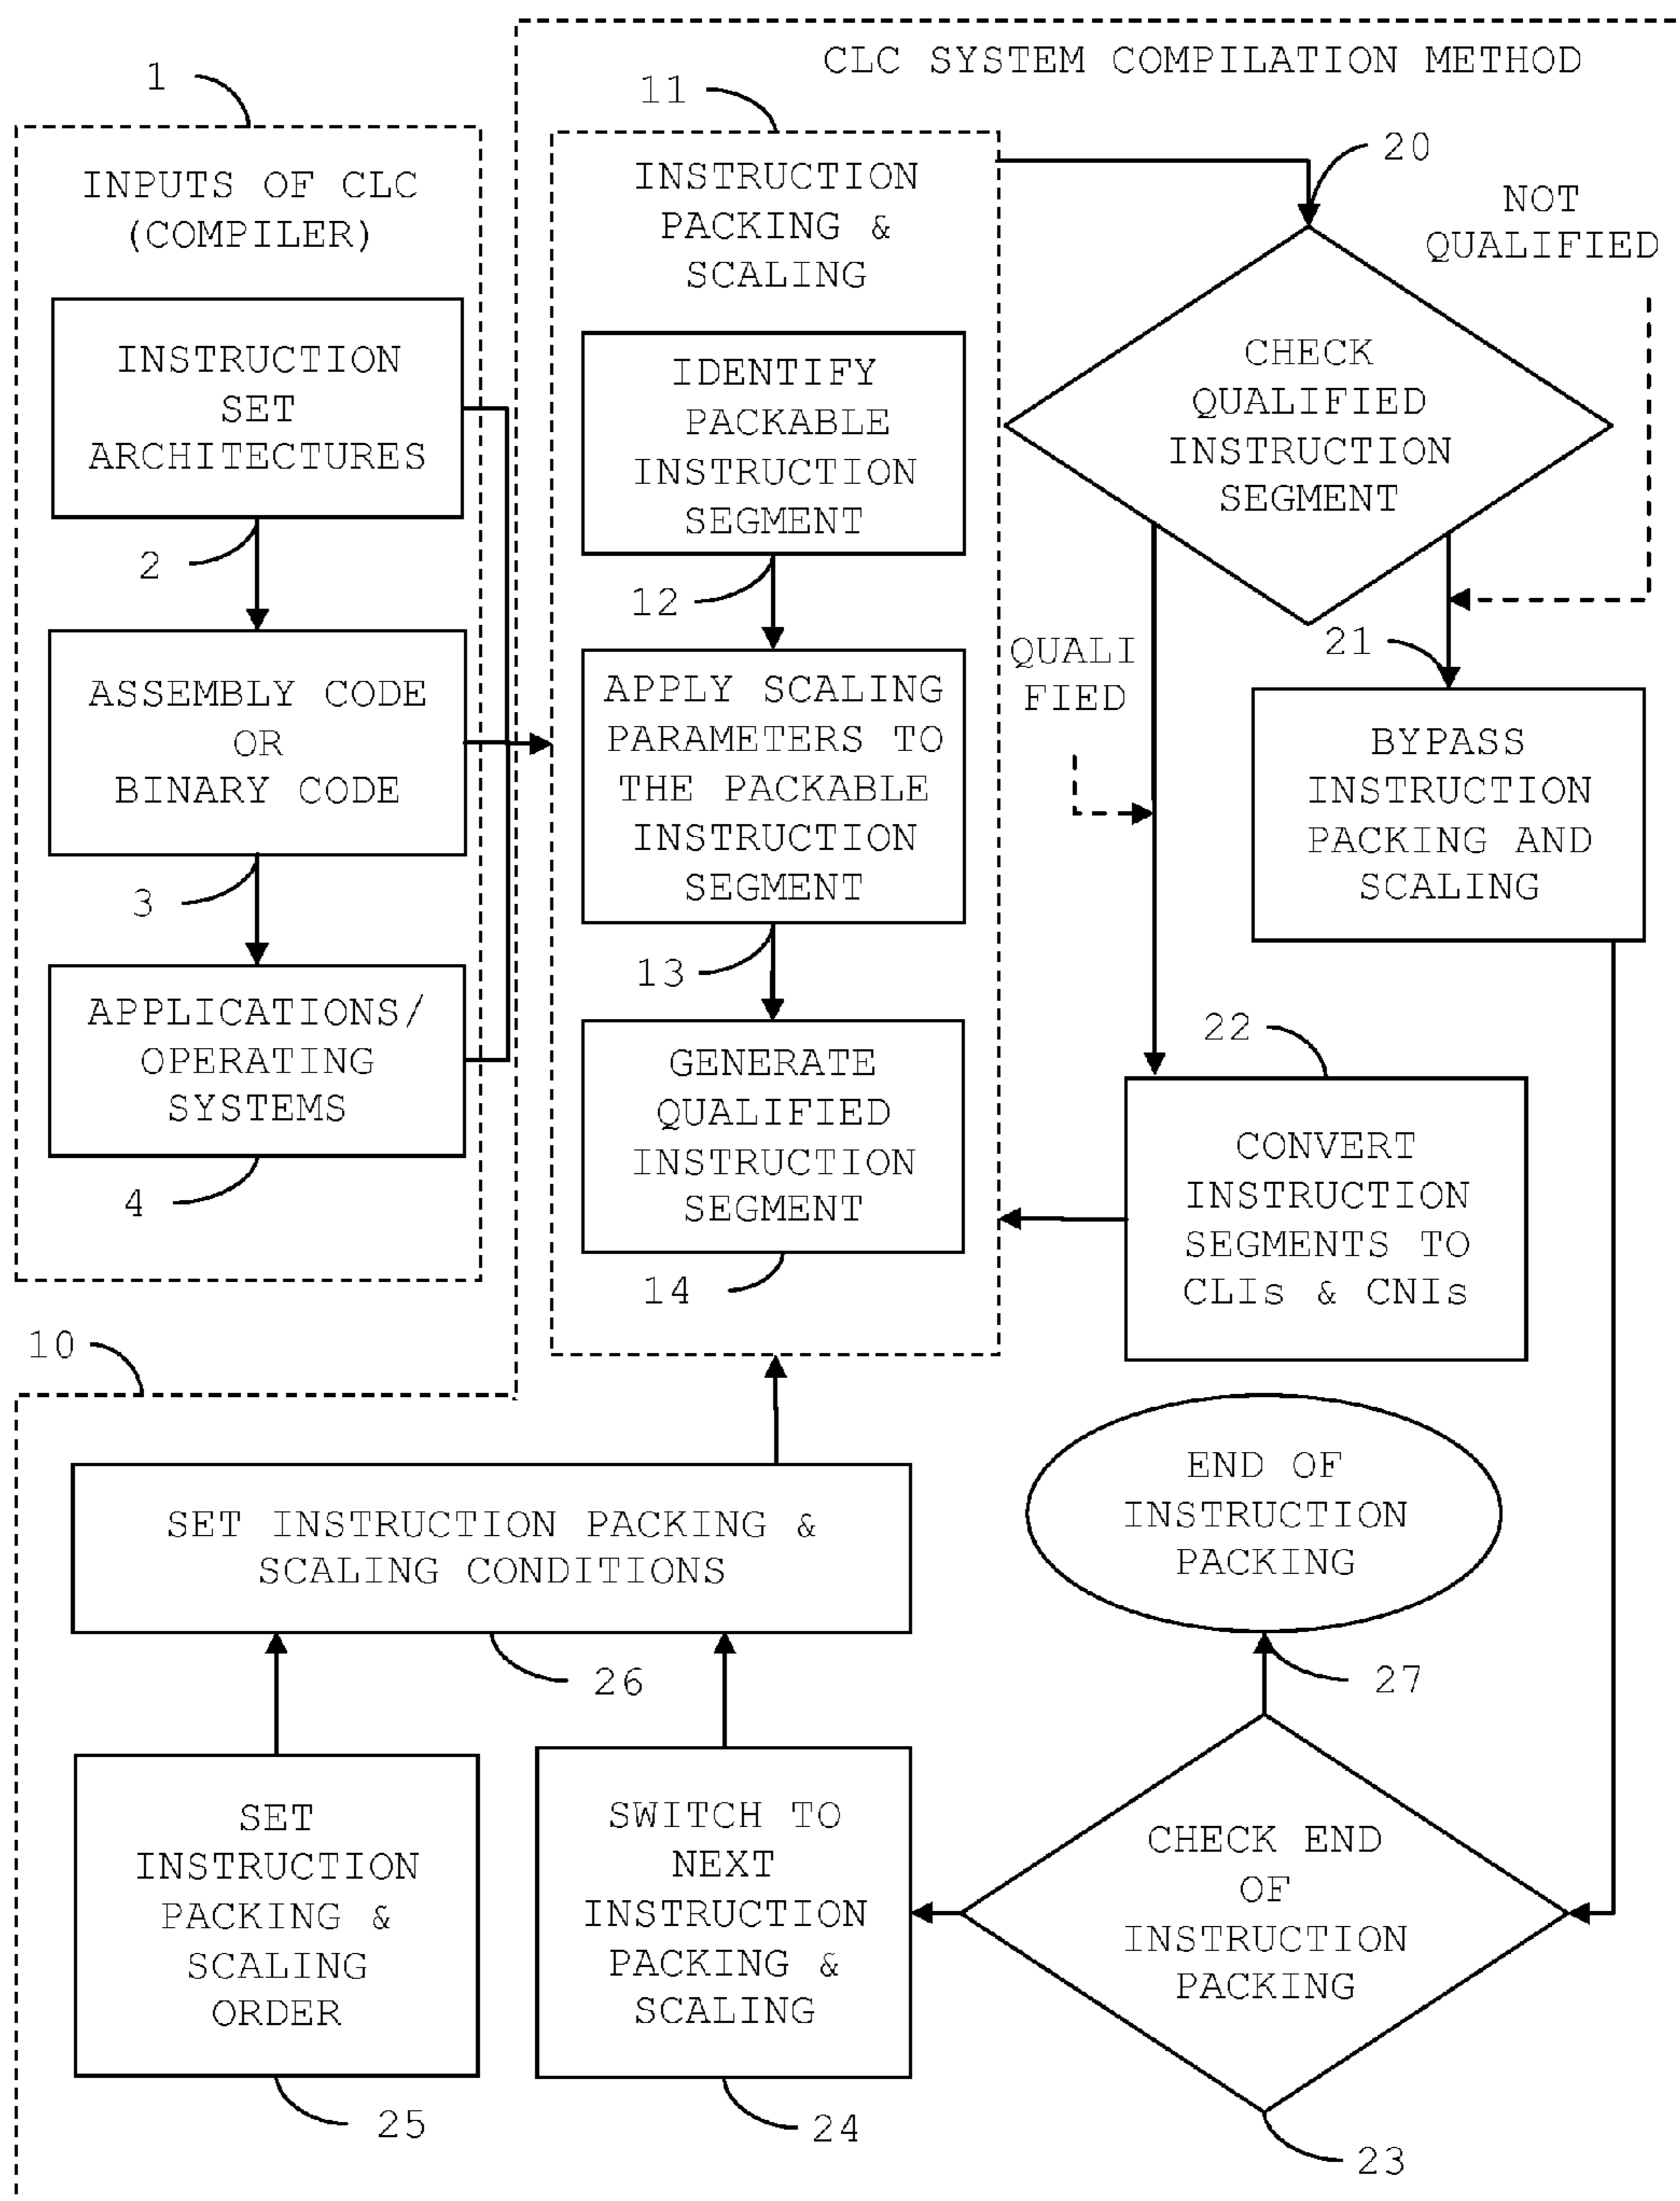 CLC SYSTEM COMPILATION METHOD
1
INPUTS OF CLC
(COMPILER)
INSTRUCTION
SET
ARCHITECTURES
2
ASSEMBLY CODE
OR
BINARY CODE
3
APPLICATIONS/
OPERATING
SYSTEMS
4
11
INSTRUCTION
PACKING &
SCALING
IDENTIFY
PACKABLE
INSTRUCTION
SEGMENT
12
APPLY SCALING
PARAMETERS TO
THE PACKABLE
INSTRUCTION
SEGMENT
13
GENERATE
QUALIFIED
INSTRUCTION
SEGMENT
14
20
NOT
QUALIFIED
CHECK
QUALIFIED
INSTRUCTION
SEGMENT
QUALI
FIED
21
BYPASS
INSTRUCTION
PACKING AND
SCALING
22
CONVERT
INSTRUCTION
SEGMENTS TO
CLIs & CNIs
10
SET INSTRUCTION PACKING &
SCALING CONDITIONS
26
END OF
INSTRUCTION
PACKING
27
SET
INSTRUCTION
PACKING &
SCALING
ORDER
25
SWITCH TO
NEXT
INSTRUCTION
PACKING &
SCALING
24
CHECK END
OF
INSTRUCTION
PACKING
23